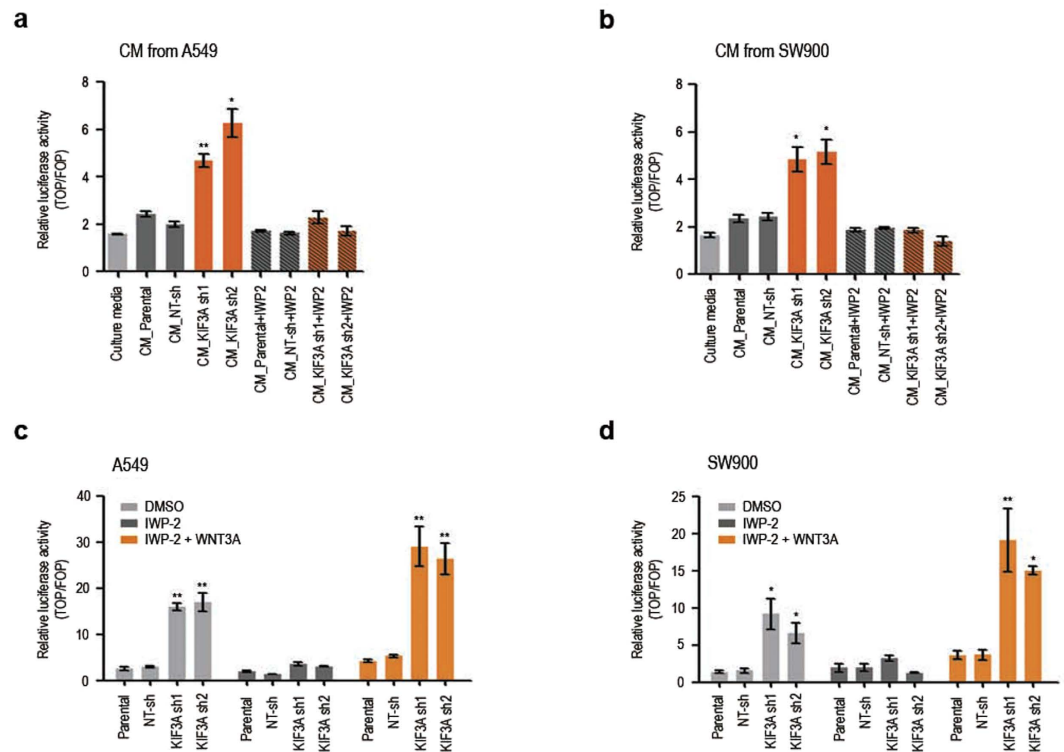 a
CM from A549
Relative luciferase activity
(TOP/FOP)
8
6
4
2
0
**
*
Culture media
CM_Parental
CM_NT-sh
CM_KIF3A sh1
CM_KIF3A sh2
CM_Parental+IWP2
CM_NT-sh+IWP2
CM_KIF3A sh1+IWP2
CM_KIF3A sh2+IWP2
b
CM from SW900
Relative luciferase activity
(TOP/FOP)
8
6
4
2
0
*
*
Culture media
CM_Parental
CM_NT-sh
CM_KIF3A sh1
CM_KIF3A sh2
CM_Parental+IWP2
CM_NT-sh+IWP2
CM_KIF3A sh1+IWP2
CM_KIF3A sh2+IWP2
c
A549
Relative luciferase activity
(TOP/FOP)
40
30
20
10
0
DMSO
IWP-2
IWP-2 + WNT3A
**
**
**
**
Parental
NT-sh
KIF3A sh1
KIF3A sh2
Parental
NT-sh
KIF3A sh1
KIF3A sh2
Parental
NT-sh
KIF3A sh1
KIF3A sh2
d
SW900
Relative luciferase activity
(TOP/FOP)
25
20
15
10
5
0
DMSO
IWP-2
IWP-2 + WNT3A
*
*
**
*
Parental
NT-sh
KIF3A sh1
KIF3A sh2
Parental
NT-sh
KIF3A sh1
KIF3A sh2
Parental
NT-sh
KIF3A sh1
KIF3A sh2